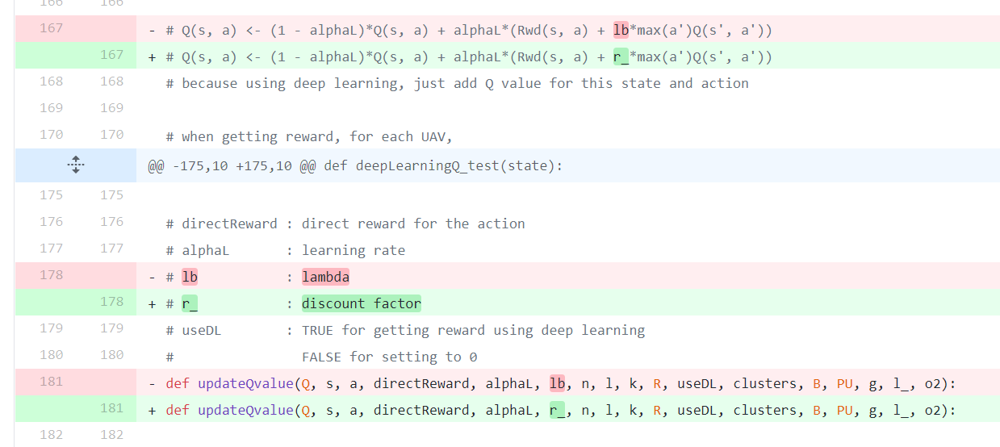 166 166
167 - # Q(s, a) <- (1 - alphaL)*Q(s, a) + alphaL*(Rwd(s, a) + lb*max(a')Q(s', a'))
167 + # Q(s, a) <- (1 - alphaL)*Q(s, a) + alphaL*(Rwd(s, a) + r_*max(a')Q(s', a'))
168 168 # because using deep learning, just add Q value for this state and action
169 169
170 170 # when getting reward, for each UAV,
@@ -175,10 +175,10 @@ def deepLearningQ_test(state):
175 175
176 176 # directReward : direct reward for the action
177 177 # alphaL : learning rate
178 - # lb : lambda
178 + # r_ : discount factor
179 179 # useDL : TRUE for getting reward using deep learning
180 180 # FALSE for setting to 0
181 - def updateQvalue(Q, s, a, directReward, alphaL, lb, n, l, k, R, useDL, clusters, B, PU, g, l_, o2):
181 + def updateQvalue(Q, s, a, directReward, alphaL, r_, n, l, k, R, useDL, clusters, B, PU, g, l_, o2):
182 182